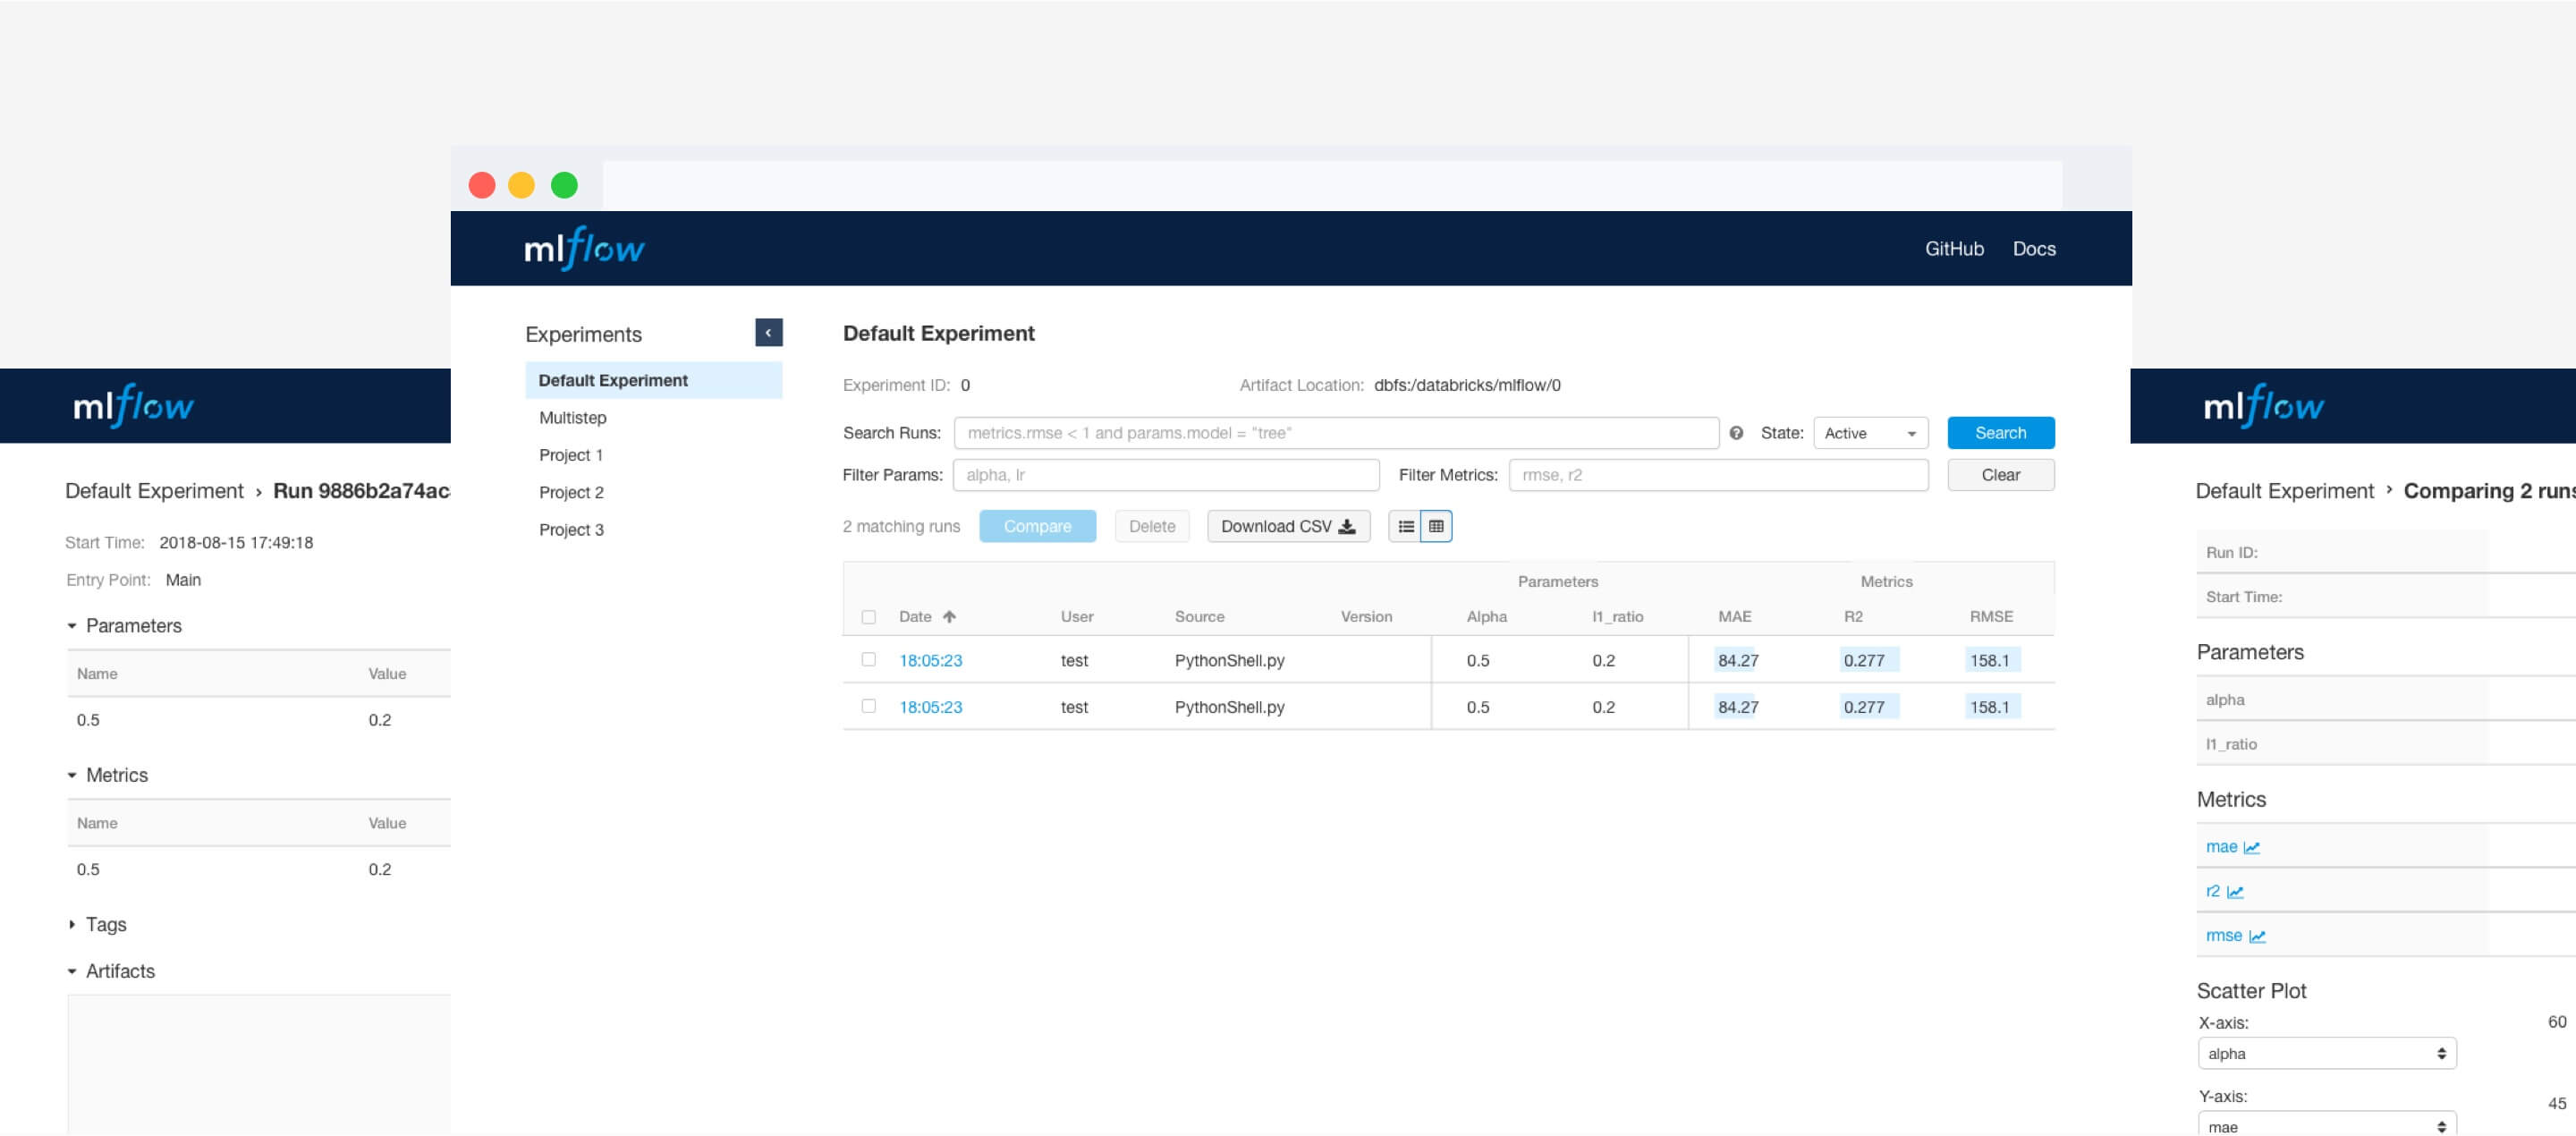 mlflow
GitHub Docs
Experiments
Default Experiment
Multistep
Project 1
Project 2
Project 3
Default Experiment
Experiment ID: 0 Artifact Location: dbfs:/databricks/mlflow/0
Search Runs: metrics.rmse < 1 and params.model = "tree" State: Active Search
Filter Params: alpha, lr Filter Metrics: rmse, r2 Clear
2 matching runs Compare Delete Download CSV
Parameters Metrics
Date User Source Version Alpha l1_ratio MAE R2 RMSE
18:05:23 test PythonShell.py 0.5 0.2 84.27 0.277 158.1
18:05:23 test PythonShell.py 0.5 0.2 84.27 0.277 158.1
mlflow
Default Experiment › Run 9886b2a74ac
Start Time: 2018-08-15 17:49:18
Entry Point: Main
Parameters
Name Value
0.5 0.2
Metrics
Name Value
0.5 0.2
Tags
Artifacts
mlflow
Default Experiment › Comparing 2 runs
Run ID:
Start Time:
Parameters
alpha
l1_ratio
Metrics
mae
r2
rmse
Scatter Plot
X-axis:
60
alpha
Y-axis:
45
mae